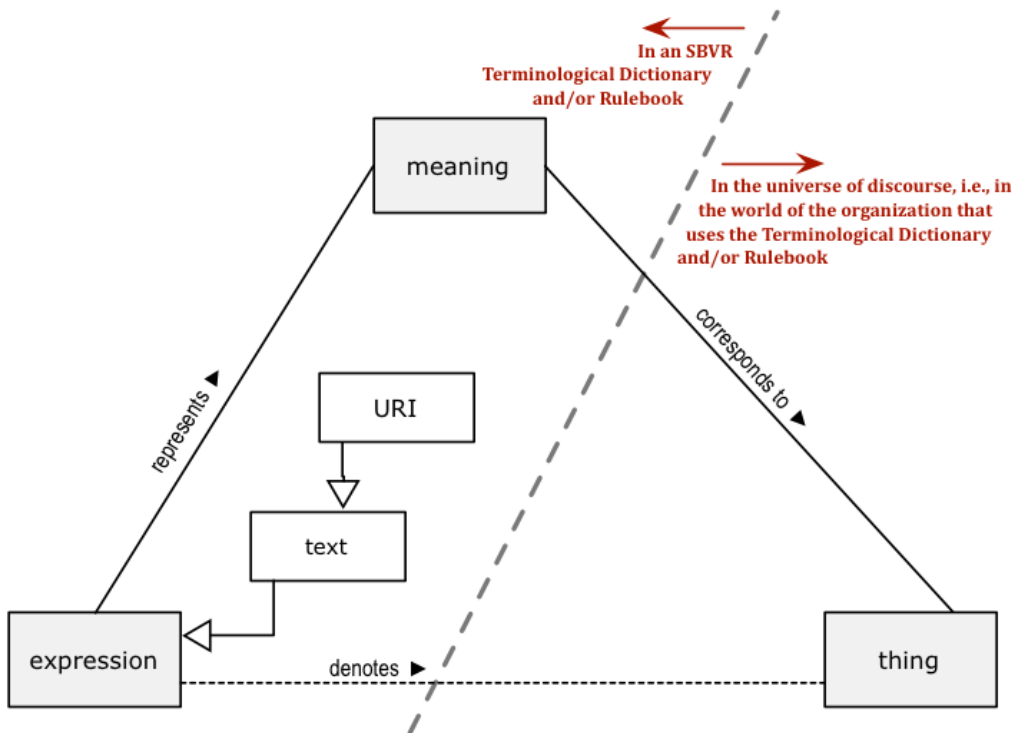 In an SBVR
Terminological Dictionary
and/or Rulebook
meaning
In the universe of discourse, i.e., in
the world of the organization that
uses the Terminological Dictionary
and/or Rulebook
corresponds to ►
represents ►
URI
text
expression
denotes ►
thing